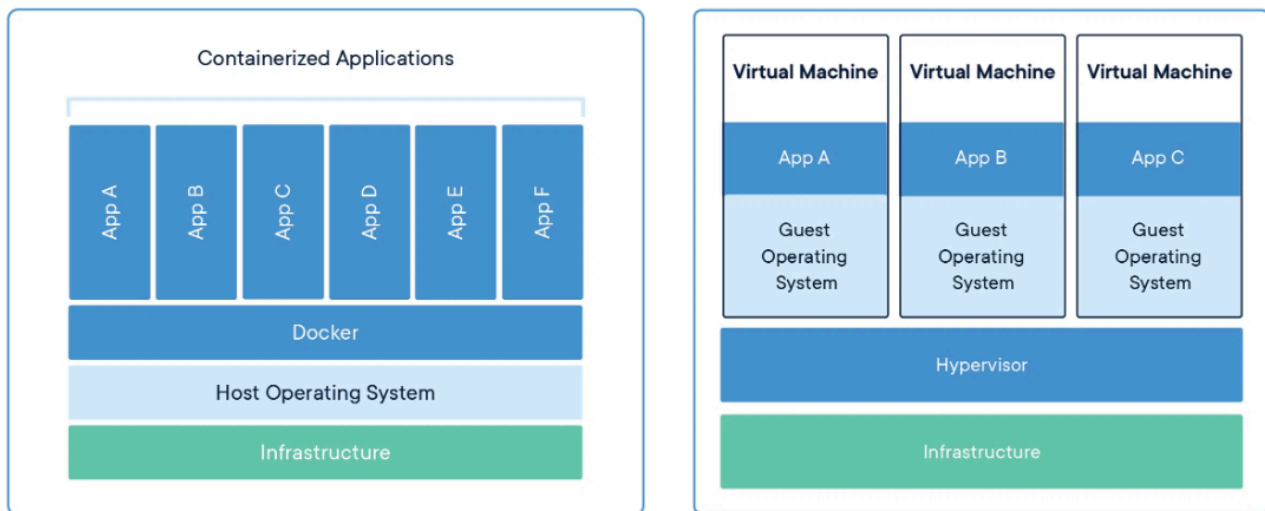 Containerized Applications
App A
App B
App C
App D
App E
App F
Docker
Host Operating System
Infrastructure
Virtual Machine
App A
Guest
Operating
System
Virtual Machine
App B
Guest
Operating
System
Virtual Machine
App C
Guest
Operating
System
Hypervisor
Infrastructure